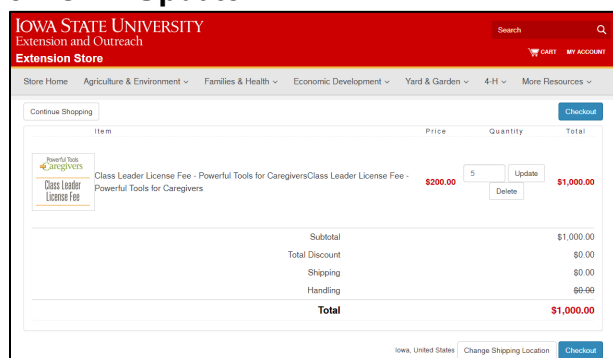 IOWA STATE UNIVERSITY
Extension and Outreach
Extension Store
Search
CART MY ACCOUNT
Store Home Agriculture & Environment Families & Health Economic Development Yard & Garden 4-H More Resources
Continue Shopping Checkout
Item Price Quantity Total
Powerful Tools
Caregivers
Class Leader
License Fee
Class Leader License Fee - Powerful Tools for CaregiversClass Leader License Fee -
Powerful Tools for Caregivers
$200.00 5 Update $1,000.00
Delete
Subtotal $1,000.00
Total Discount $0.00
Shipping $0.00
Handling $0.00
Total $1,000.00
Iowa, United States Change Shipping Location Checkout